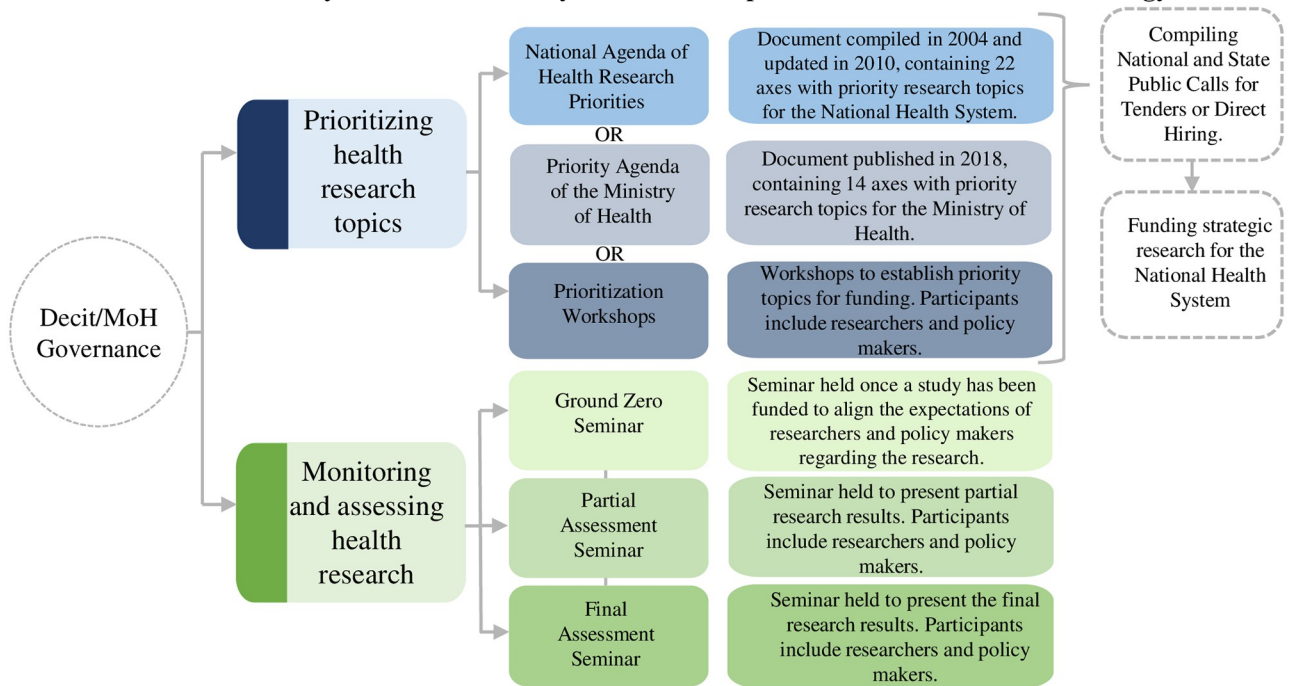 Decit/MoH
Governance
Prioritizing
health
research
topics
National Agenda of
Health Research
Priorities
Document compiled in 2004 and
updated in 2010, containing 22
axes with priority research topics
for the National Health System.
OR
Priority Agenda
of the Ministry
of Health
Document published in 2018,
containing 14 axes with priority
research topics for the Ministry of
Health.
OR
Prioritization
Workshops
Workshops to establish priority
topics for funding. Participants
include researchers and policy
makers.
Compiling
National and State
Public Calls for
Tenders or Direct
Hiring.
Funding strategic
research for the
National Health
System
Monitoring
and assessing
health
research
Ground Zero
Seminar
Seminar held once a study has been
funded to align the expectations of
researchers and policy makers
regarding the research.
Partial
Assessment
Seminar
Seminar held to present partial
research results. Participants
include researchers and policy
makers.
Final
Assessment
Seminar
Seminar held to present the final
research results. Participants
include researchers and policy
makers.